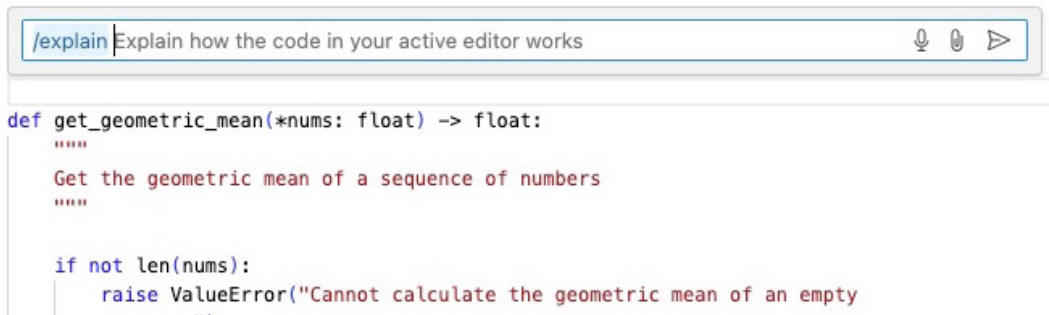 /explain Explain how the code in your active editor works
def get_geometric_mean(*nums: float) -> float:
"""
Get the geometric mean of a sequence of numbers
"""
if not len(nums):
raise ValueError("Cannot calculate the geometric mean of an empty